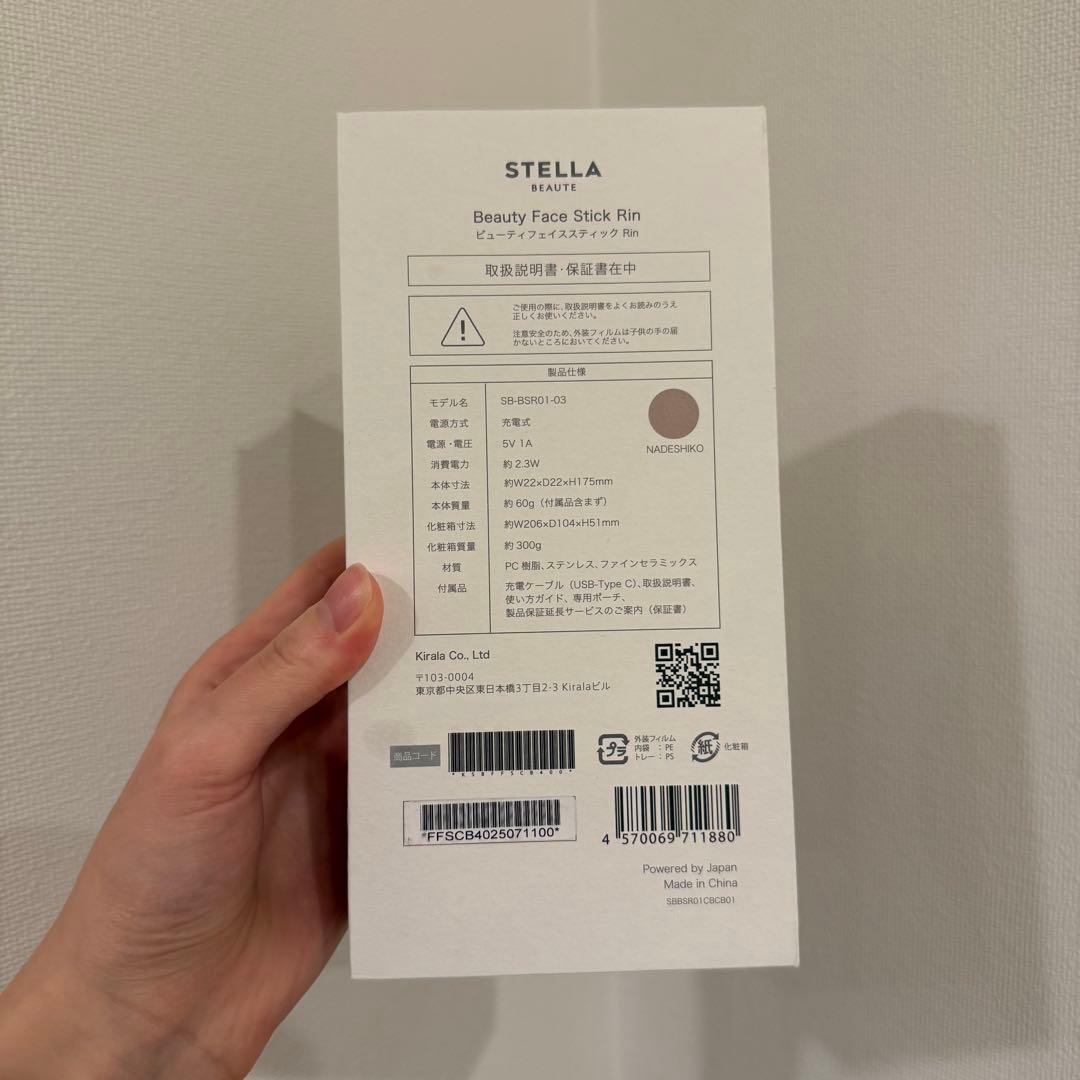 STELLA
BEAUTE
Beauty Face Stick Rin
ビューティフェイススティック Rin
取扱説明書・保証書在中
ご使用の際に、取扱説明書をよくお読みのうえ
正しくお使いください。
注意安全のため、外装フィルムは子供の手の届
かないところにおいてください。
製品仕様
モデル名 SB-BSR01-03
電源方式 充電式
電源・電圧 5V 1A
消費電力 約 2.3W
本体寸法 約W22×D22×H175mm
本体質量 約 60g（付属品含まず）
化粧箱寸法 約W206×D104×H51mm
化粧箱質量 約 300g
材質 PC 樹脂、ステンレス、ファインセラミックス
付属品 充電ケーブル（USB-Type C）、取扱説明書、
使い方ガイド、専用ポーチ、
製品保証延長サービスのご案内（保証書）
NADESHIKO
Kirala Co., Ltd
〒103-0004
東京都中央区東日本橋3丁目2-3 Kiralaビル
商品コード
*KSBFFSCB400*
プラ
外装フィルム
内袋 ：PE
トレー：PS
紙
化粧箱
*FFSCB4025071100*
4 570069 711880
Powered by Japan
Made in China
SBBSR01CBCB01